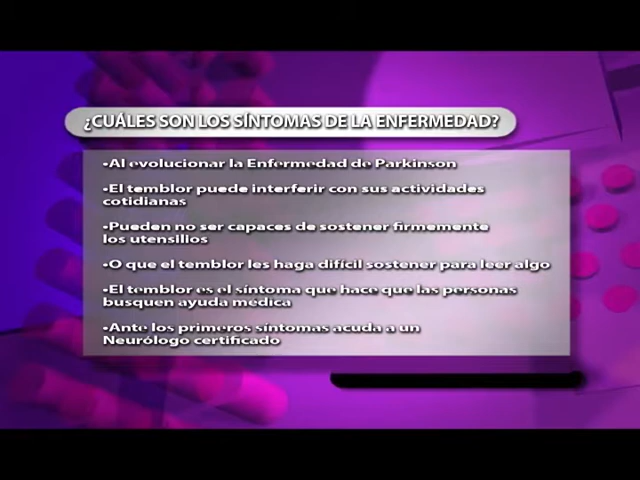 ¿CUÁLES SON LOS SÍNTOMAS DE LA ENFERMEDAD?
•Al evolucionar la Enfermedad de Parkinson
•El temblor puede interferir con sus actividades
cotidianas
•Pueden no ser capaces de sostener firmemente
los utensillos
•O que el temblor les haga difícil sostener para leer algo
•El temblor es el síntoma que hace que las personas
busquen ayuda médica
•Ante los primeros síntomas acuda a un
Neurólogo certificado